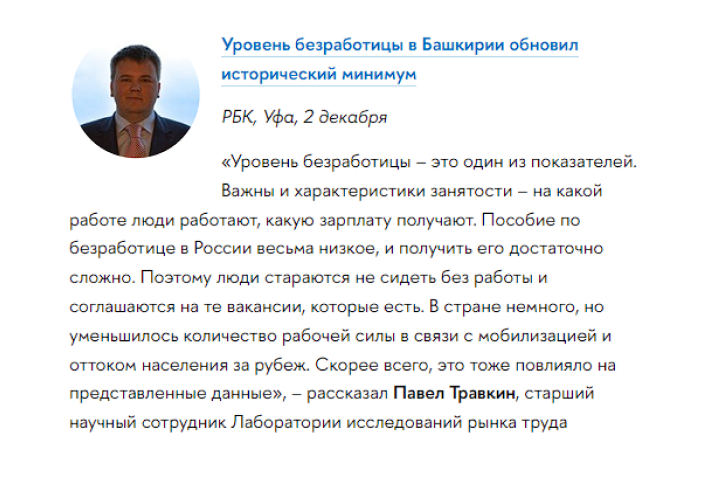 Уровень безработицы в Башкирии обновил
исторический минимум
РБК, Уфа, 2 декабря
«Уровень безработицы – это один из показателей.
Важны и характеристики занятости – на какой
работе люди работают, какую зарплату получают. Пособие по
безработице в России весьма низкое, и получить его достаточно
сложно. Поэтому люди стараются не сидеть без работы и
соглашаются на те вакансии, которые есть. В стране немного, но
уменьшилось количество рабочей силы в связи с мобилизацией и
оттоком населения за рубеж. Скорее всего, это тоже повлияло на
представленные данные», – рассказал Павел Травкин, старший
научный сотрудник Лаборатории исследований рынка труда